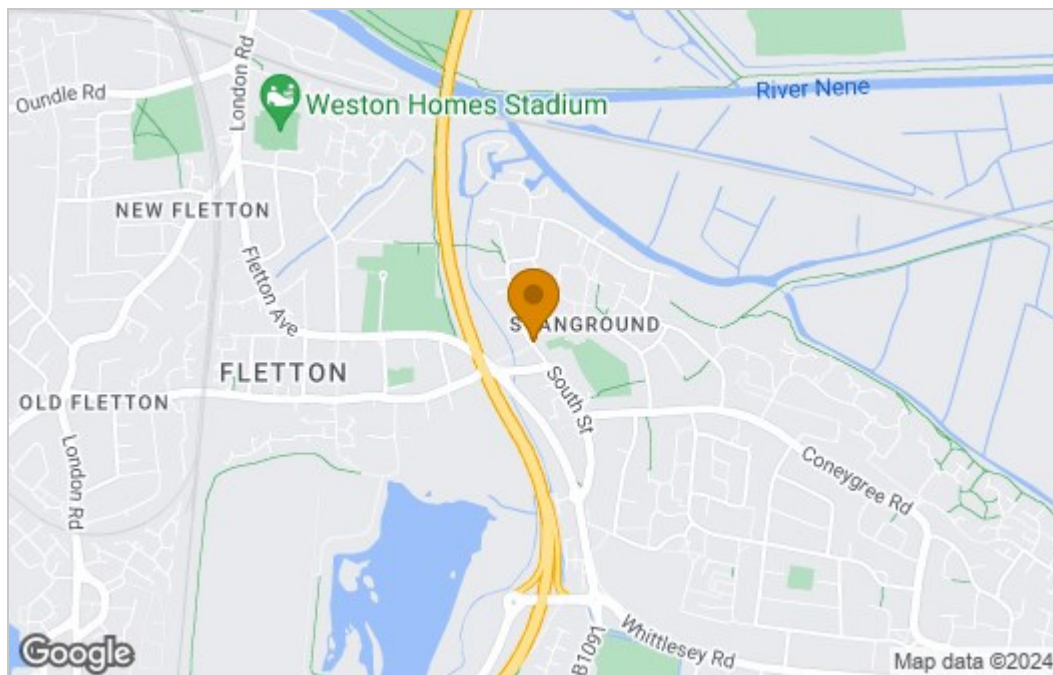 Oundle Rd
London Rd
Weston Homes Stadium
River Nene
NEW FLETTON
Fletton Ave
FLETTON
OLD FLETTON
London Rd
South St
Coneygree Rd
Whittlesey Rd
B1091
Google
Map data ©2024